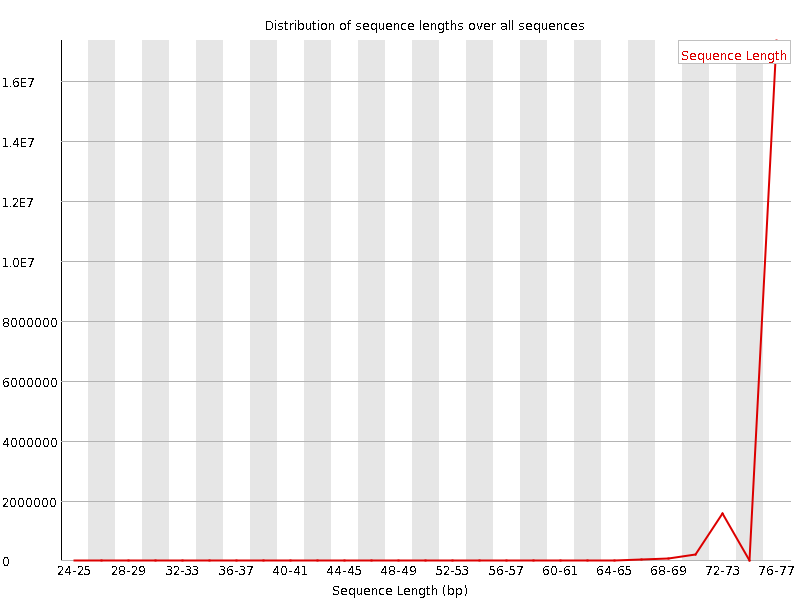 Distribution of sequence lengths over all sequences
Sequence Length
1.6E7
1.4E7
1.2E7
1.0E7
8000000
6000000
4000000
2000000
0
24-25 28-29 32-33 36-37 40-41 44-45 48-49 52-53 56-57 60-61 64-65 68-69 72-73 76-77
Sequence Length (bp)